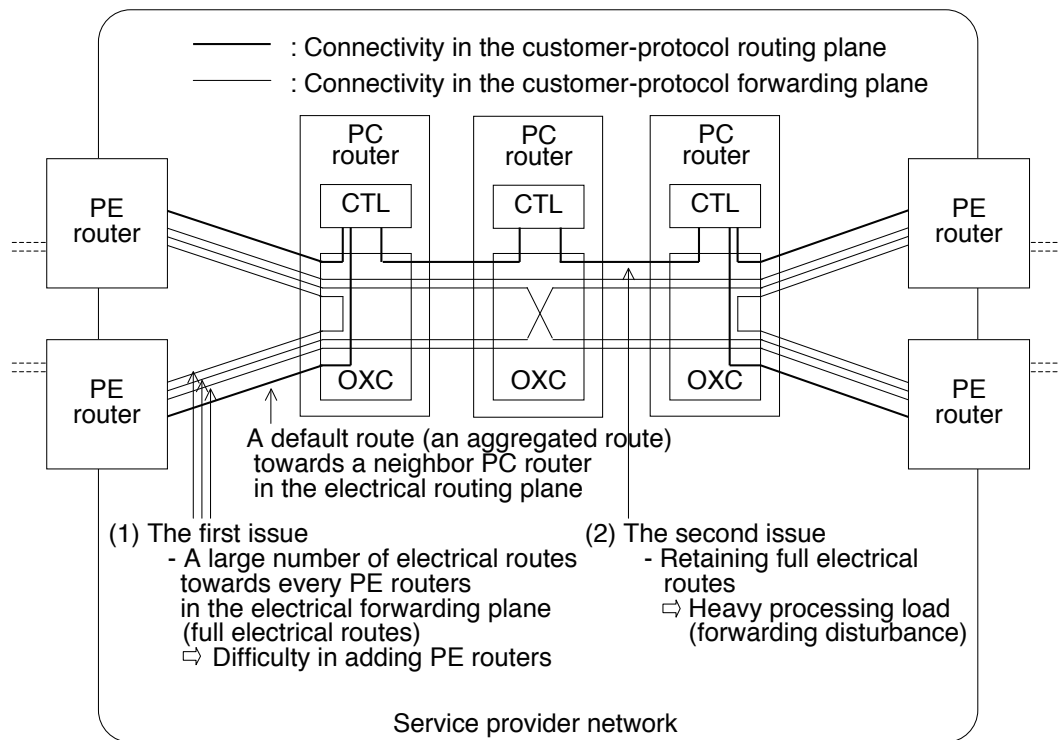 : Connectivity in the customer-protocol routing plane
: Connectivity in the customer-protocol forwarding plane
PC
router
PC
router
PC
router
CTL
CTL
CTL
PE
router
PE
router
PE
router
PE
router
OXC
OXC
OXC
A default route (an aggregated route)
towards a neighbor PC router
in the electrical routing plane
(1) The first issue
- A large number of electrical routes
towards every PE routers
in the electrical forwarding plane
(full electrical routes)
⇨ Difficulty in adding PE routers
(2) The second issue
- Retaining full electrical
routes
⇨ Heavy processing load
(forwarding disturbance)
Service provider network